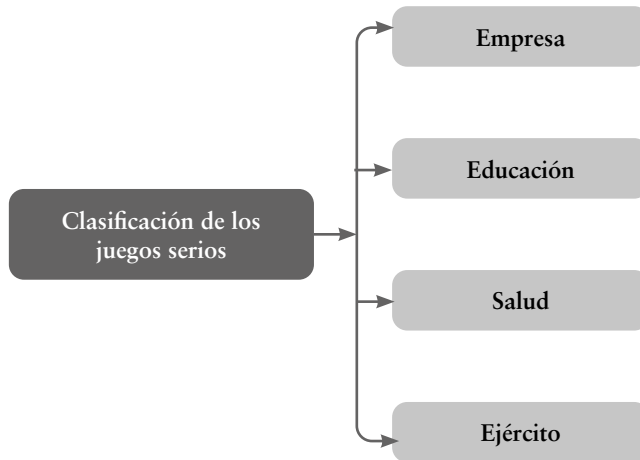 Empresa
Educación
Clasificación de los
juegos serios
Salud
Ejército